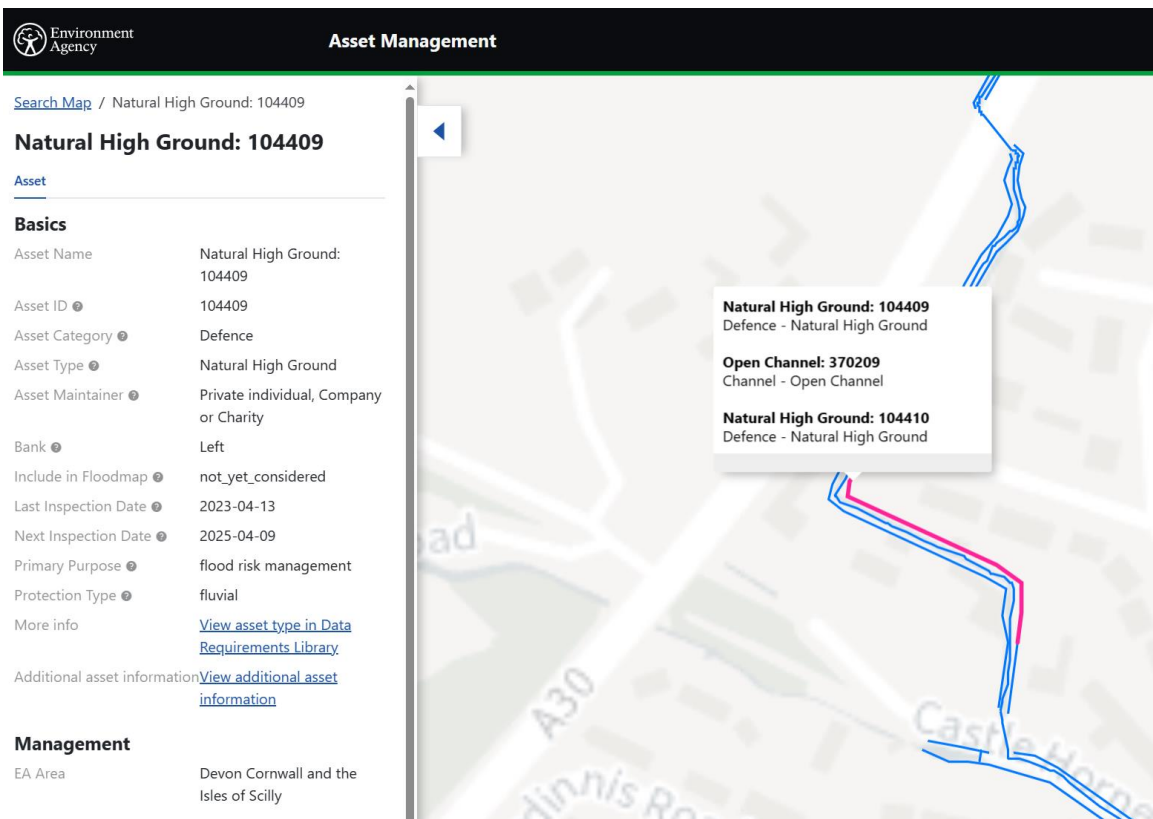 Environment
Agency
Asset Management
Search Map / Natural High Ground: 104409
Natural High Ground: 104409
Asset
Basics
Asset Name Natural High Ground:
104409
Asset ID 104409
Asset Category Defence
Asset Type Natural High Ground
Asset Maintainer Private individual, Company
or Charity
Bank Left
Include in Floodmap not_yet_considered
Last Inspection Date 2023-04-13
Next Inspection Date 2025-04-09
Primary Purpose flood risk management
Protection Type fluvial
More info View asset type in Data
Requirements Library
Additional asset information View additional asset
information
Management
EA Area Devon Cornwall and the
Isles of Scilly
Natural High Ground: 104409
Defence - Natural High Ground
Open Channel: 370209
Channel - Open Channel
Natural High Ground: 104410
Defence - Natural High Ground
A30